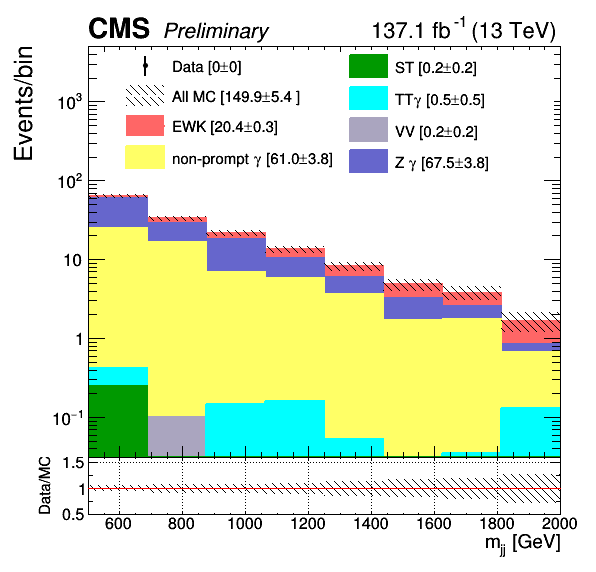 CMS Preliminary 137.1 fb⁻¹ (13 TeV)
Events/bin
Data [0±0]
All MC [149.9±5.4 ]
EWK [20.4±0.3]
non-prompt γ [61.0±3.8]
ST [0.2±0.2]
TTγ [0.5±0.5]
VV [0.2±0.2]
Z γ [67.5±3.8]
10³
10²
10
1
10⁻¹
Data/MC
1.5
1
0.5
600 800 1000 1200 1400 1600 1800 2000
m_jj [GeV]